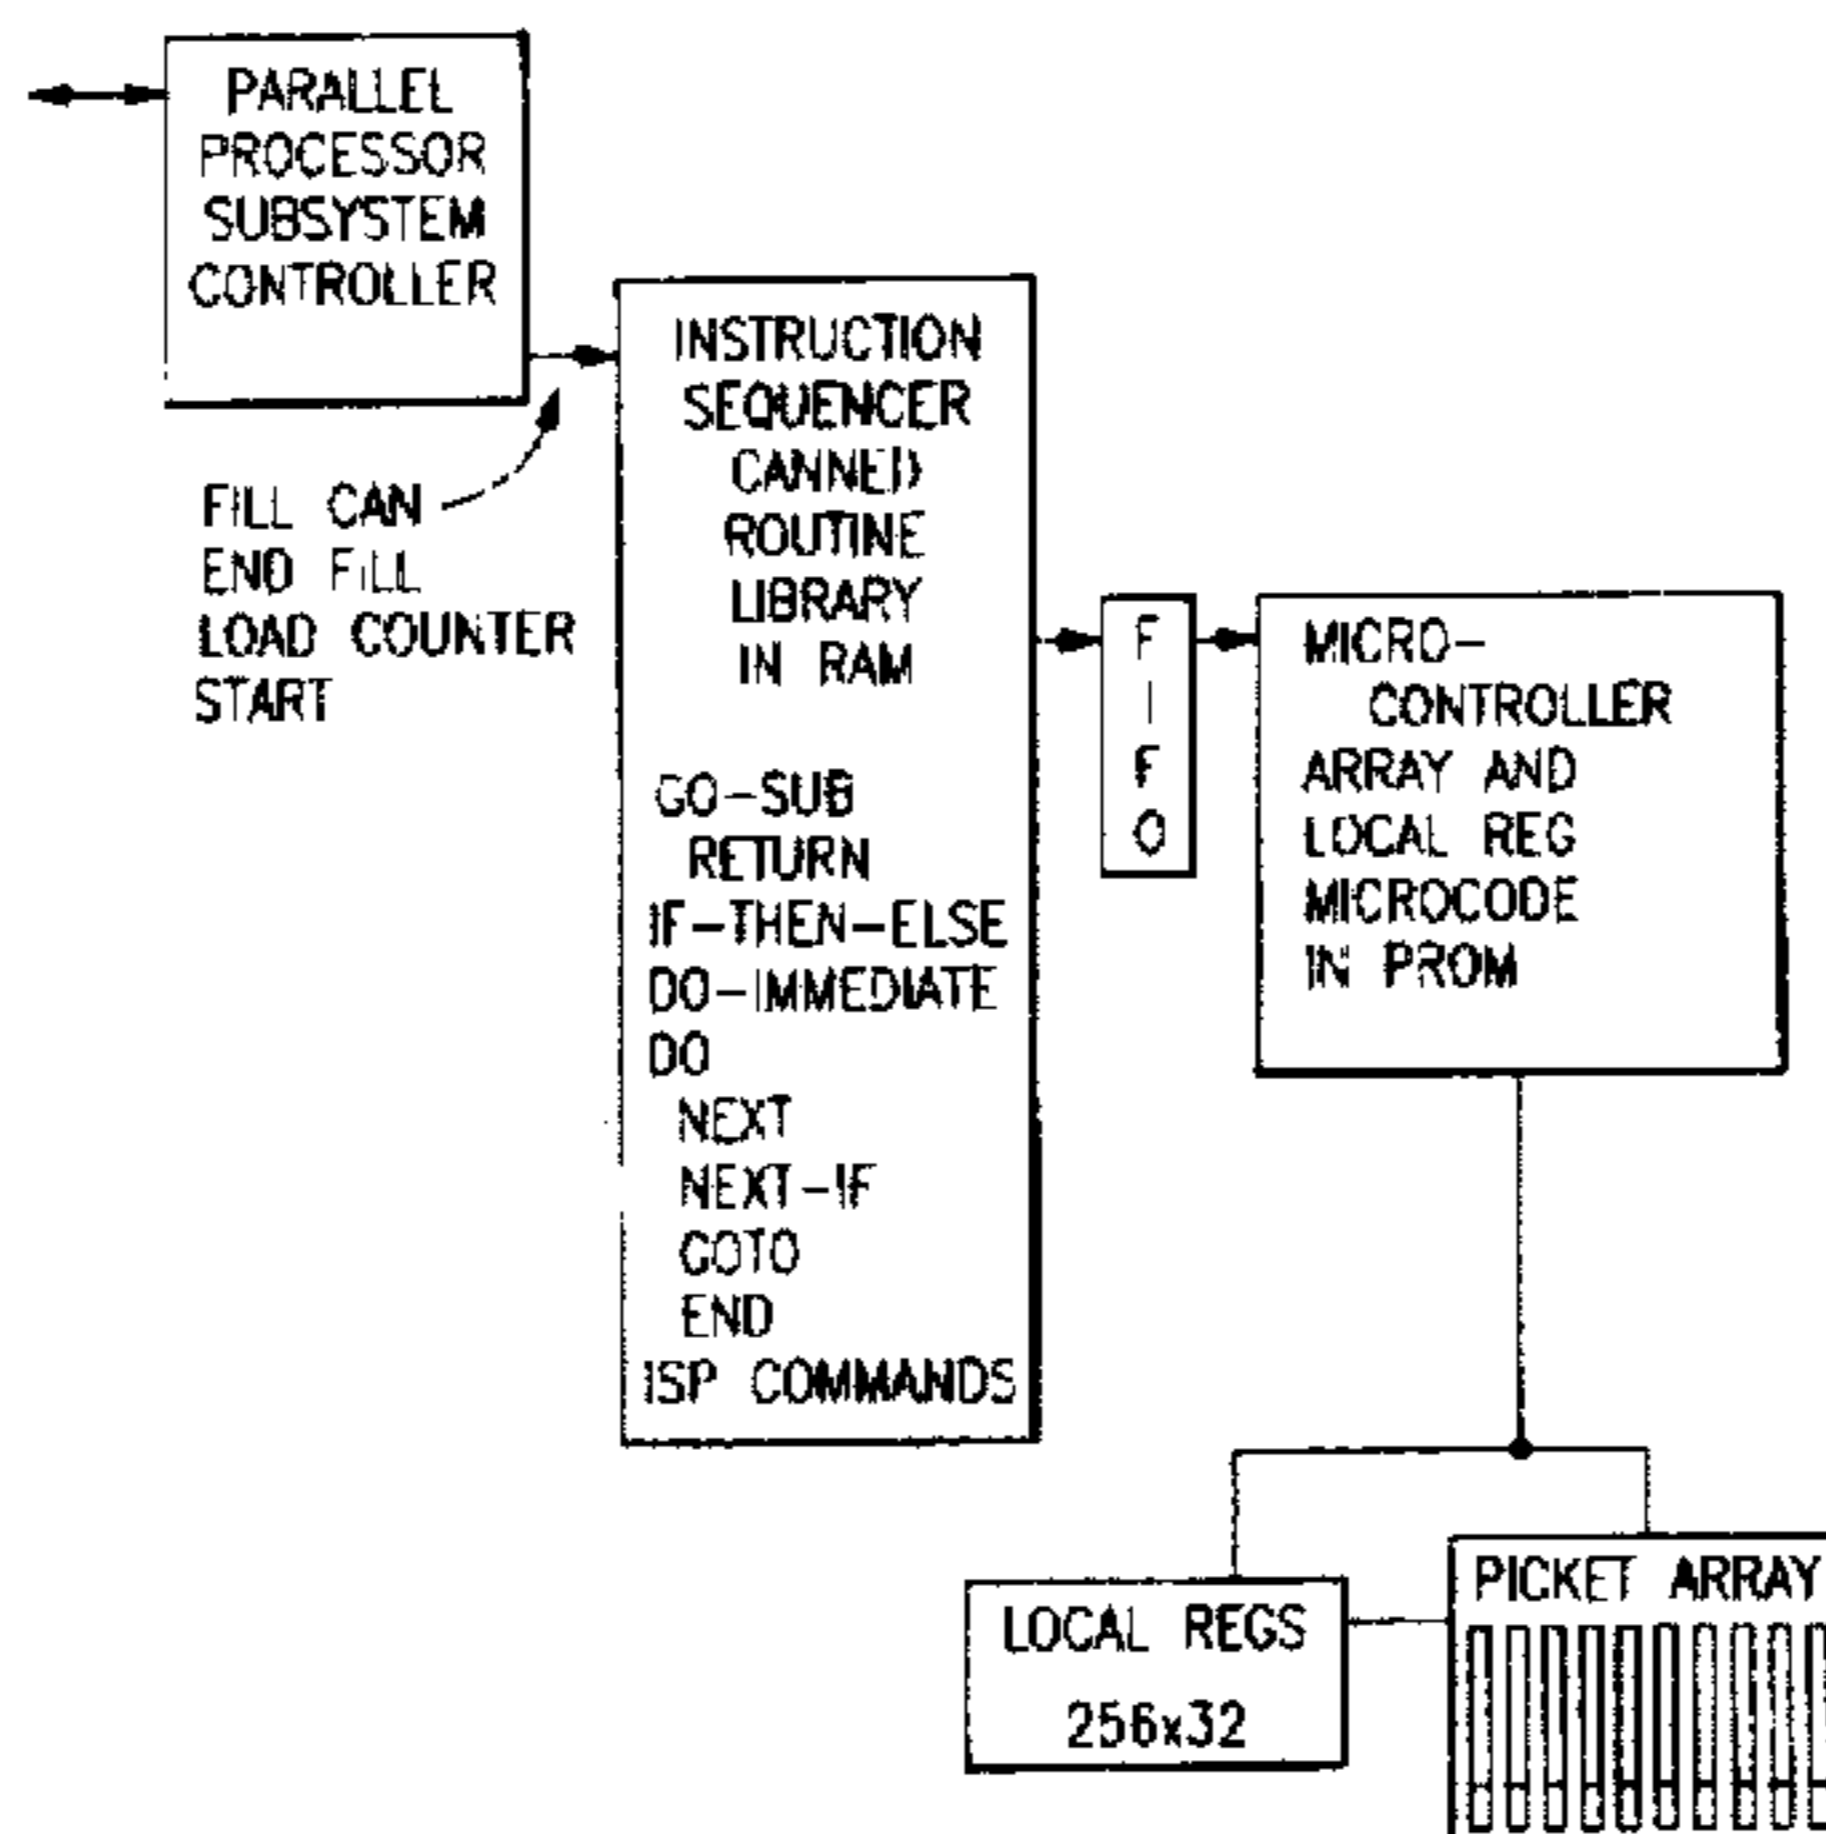 PARALLEL
PROCESSOR
SUBSYSTEM
CONTROLLER
FILL CAN
END FILL
LOAD COUNTER
START
INSTRUCTION
SEQUENCER
CANNED
ROUTINE
LIBRARY
IN RAM
GO-SUB
RETURN
IF-THEN-ELSE
DO-IMMEDIATE
DO
NEXT
NEXT-IF
GOTO
END
ISP COMMANDS
F
I
F
O
MICRO-
CONTROLLER
ARRAY AND
LOCAL REG
MICROCODE
IN PROM
LOCAL REGS
256x32
PICKET ARRAY